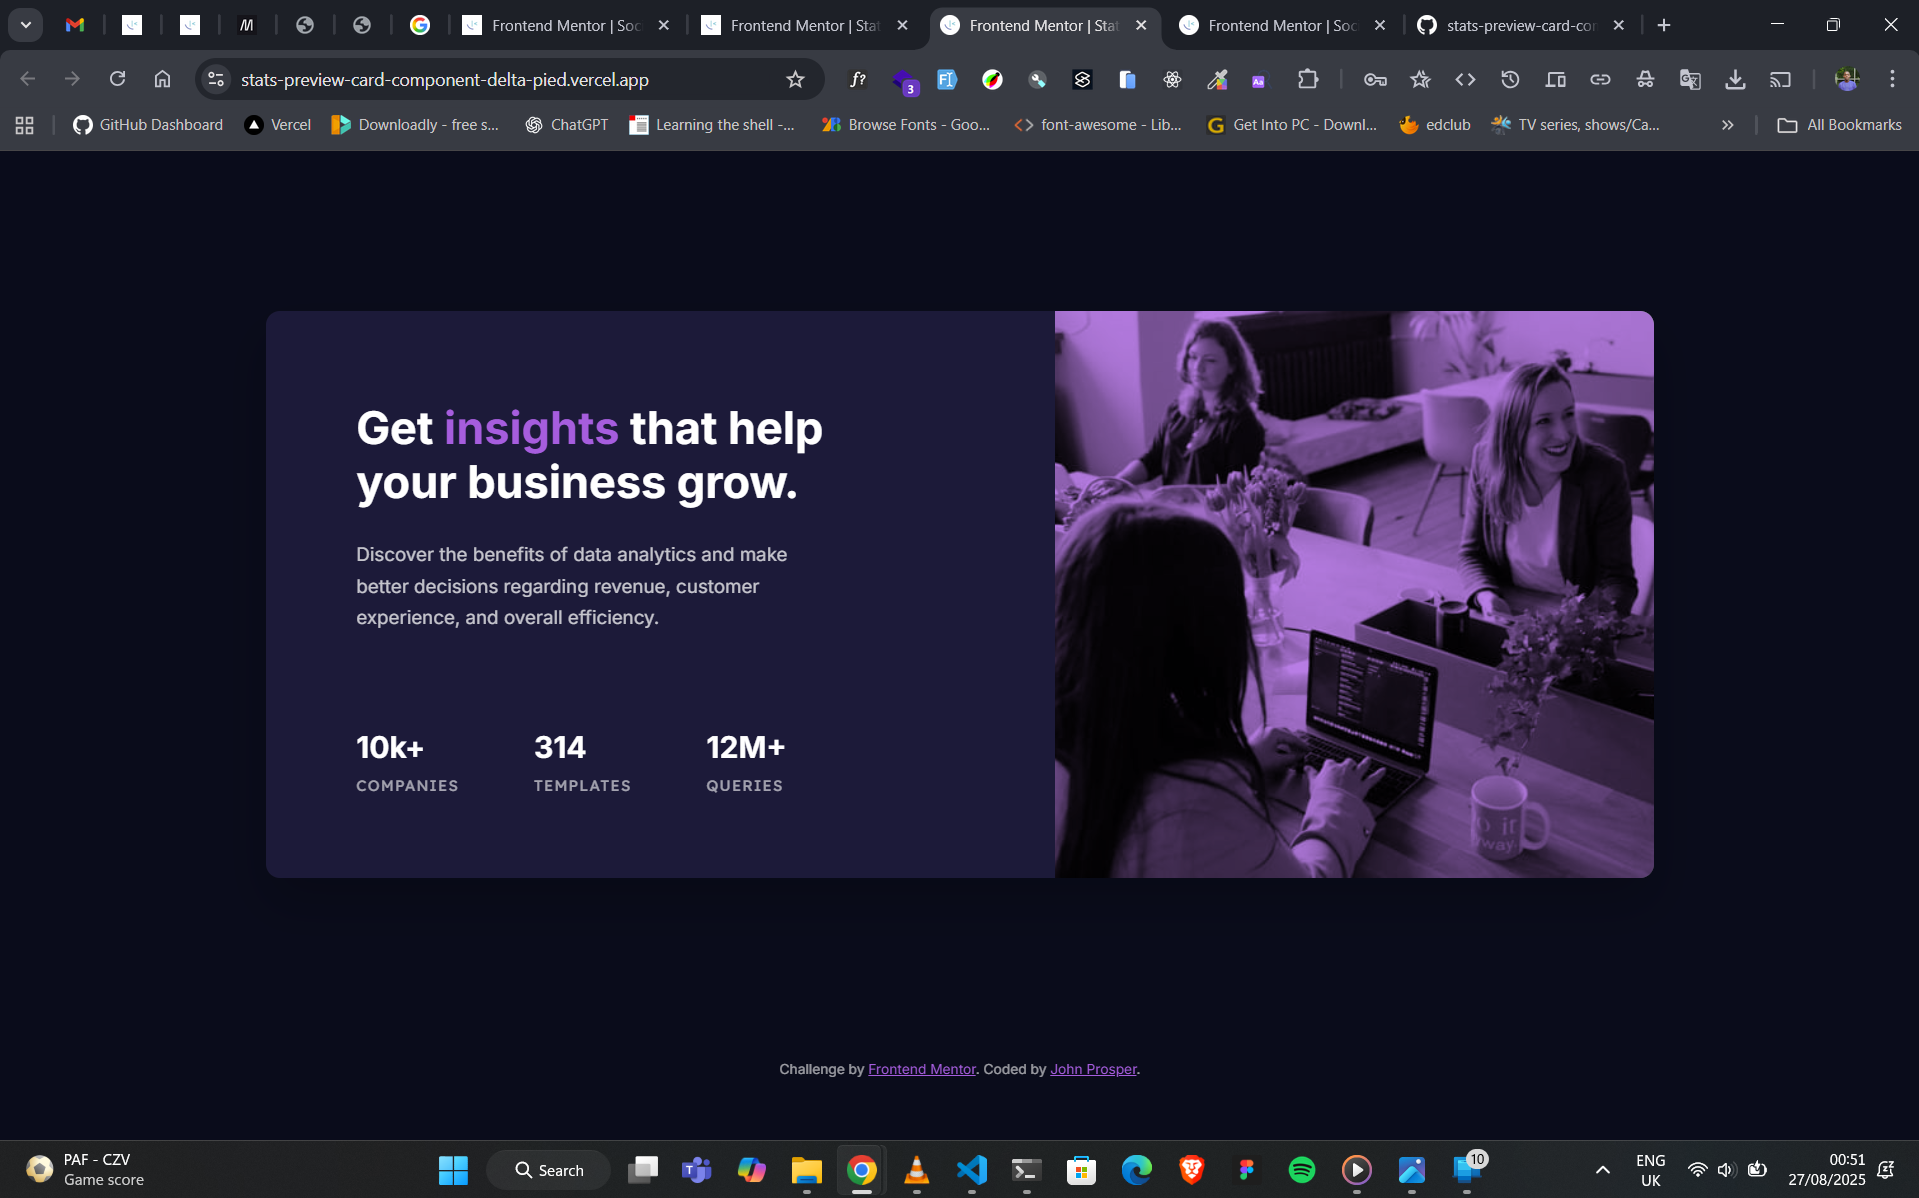 Frontend Mentor | Soc
Frontend Mentor | Stat
Frontend Mentor | Stat
Frontend Mentor | Soc
stats-preview-card-con
stats-preview-card-component-delta-pied.vercel.app
f?
3
Aa
GitHub Dashboard
Vercel
Downloadly - free s...
ChatGPT
Learning the shell -...
Browse Fonts - Goo...
font-awesome - Lib...
Get Into PC - Downl...
edclub
TV series, shows/Ca...
All Bookmarks
Get insights that help
your business grow.
Discover the benefits of data analytics and make
better decisions regarding revenue, customer
experience, and overall efficiency.
10k+
314
12M+
COMPANIES
TEMPLATES
QUERIES
Challenge by Frontend Mentor. Coded by John Prosper.
PAF - CZV
Game score
Search
10
ENG
UK
00:51
27/08/2025